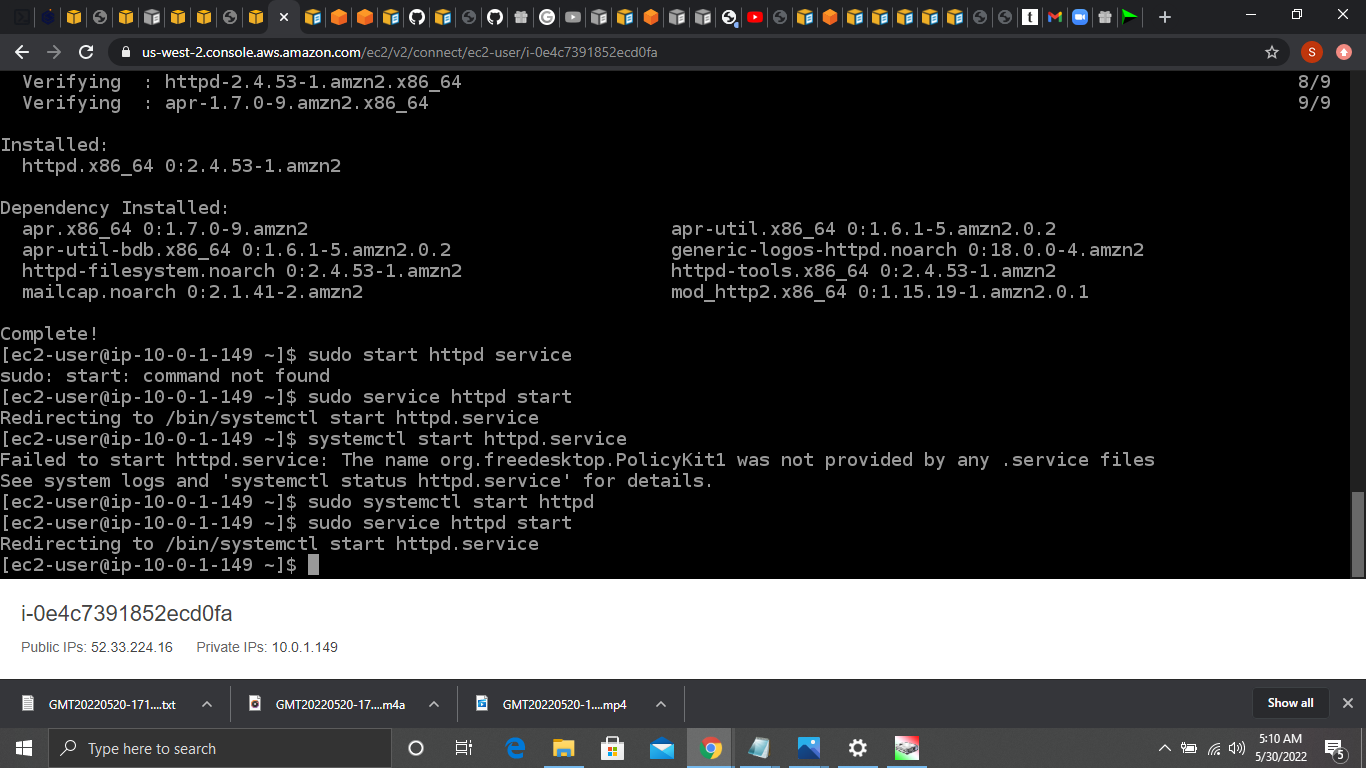 us-west-2.console.aws.amazon.com/ec2/v2/connect/ec2-user/i-0e4c7391852ecd0fa
S
Verifying : httpd-2.4.53-1.amzn2.x86_64 8/9
Verifying : apr-1.7.0-9.amzn2.x86_64 9/9
Installed:
httpd.x86_64 0:2.4.53-1.amzn2
Dependency Installed:
apr.x86_64 0:1.7.0-9.amzn2 apr-util.x86_64 0:1.6.1-5.amzn2.0.2
apr-util-bdb.x86_64 0:1.6.1-5.amzn2.0.2 generic-logos-httpd.noarch 0:18.0.0-4.amzn2
httpd-filesystem.noarch 0:2.4.53-1.amzn2 httpd-tools.x86_64 0:2.4.53-1.amzn2
mailcap.noarch 0:2.1.41-2.amzn2 mod_http2.x86_64 0:1.15.19-1.amzn2.0.1
Complete!
[ec2-user@ip-10-0-1-149 ~]$ sudo start httpd service
sudo: start: command not found
[ec2-user@ip-10-0-1-149 ~]$ sudo service httpd start
Redirecting to /bin/systemctl start httpd.service
[ec2-user@ip-10-0-1-149 ~]$ systemctl start httpd.service
Failed to start httpd.service: The name org.freedesktop.PolicyKit1 was not provided by any .service files
See system logs and 'systemctl status httpd.service' for details.
[ec2-user@ip-10-0-1-149 ~]$ sudo systemctl start httpd
[ec2-user@ip-10-0-1-149 ~]$ sudo service httpd start
Redirecting to /bin/systemctl start httpd.service
[ec2-user@ip-10-0-1-149 ~]$
i-0e4c7391852ecd0fa
Public IPs: 52.33.224.16 Private IPs: 10.0.1.149
GMT20220520-171....txt GMT20220520-17....m4a GMT20220520-1....mp4 Show all
Type here to search
5:10 AM
5/30/2022
5